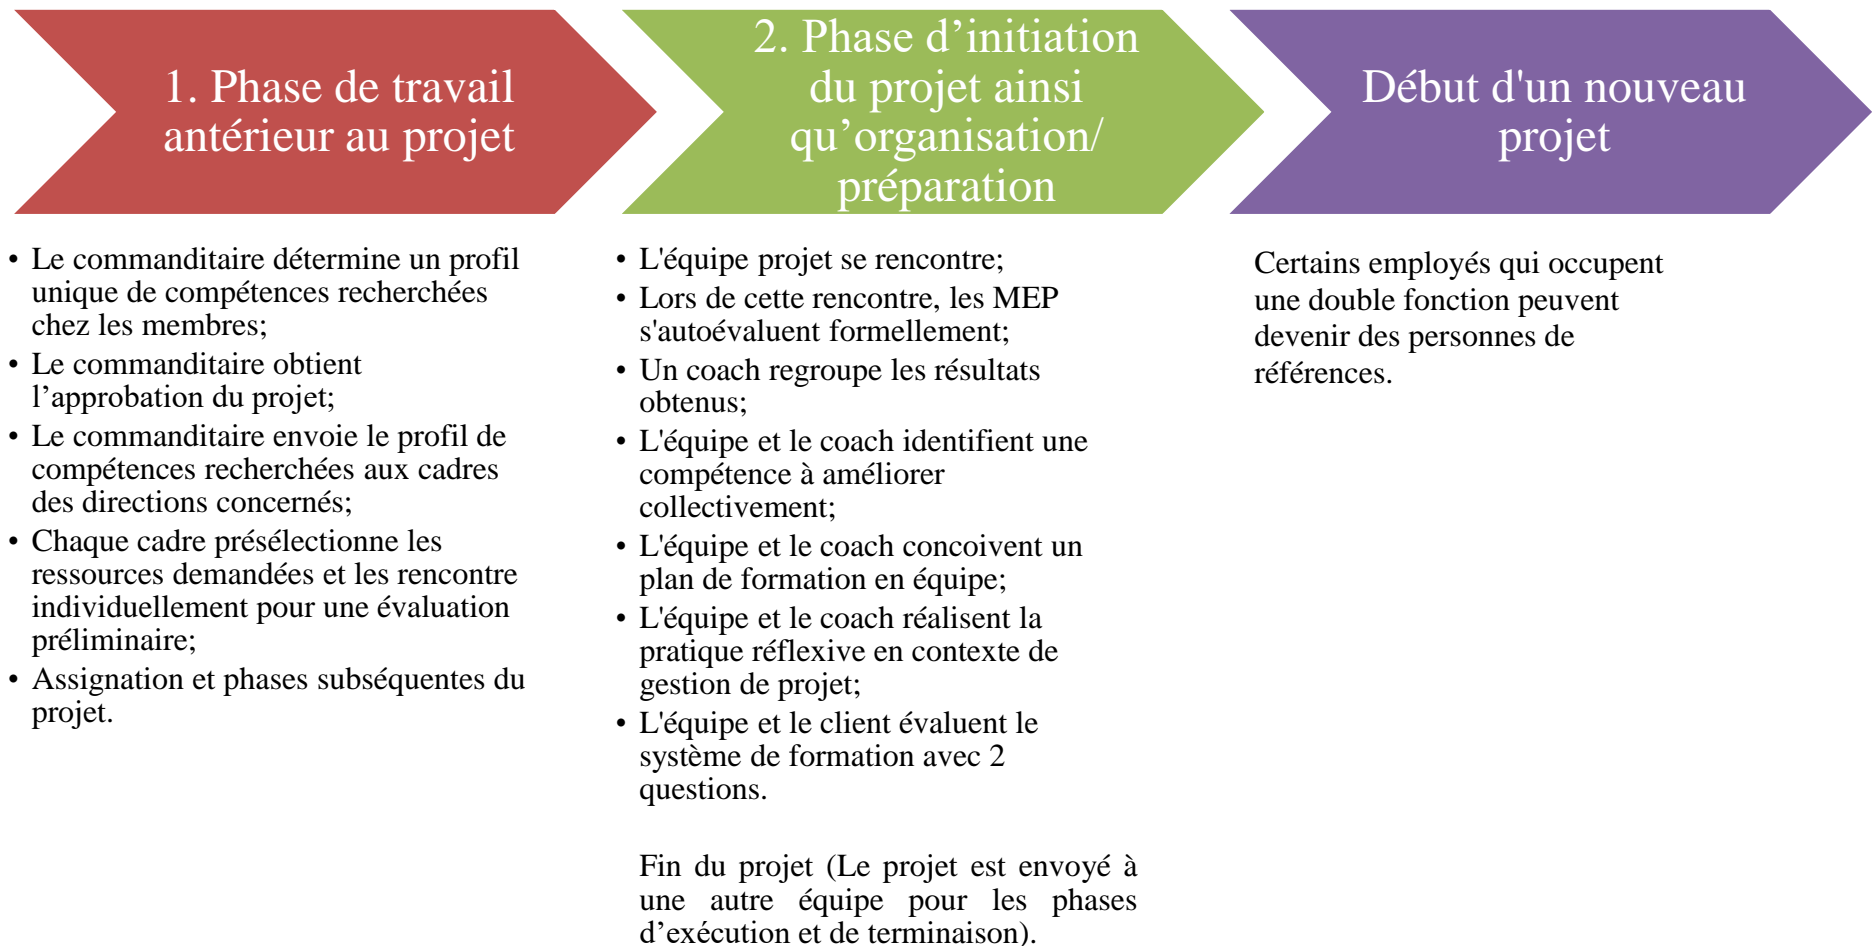 1. Phase de travail
antérieur au projet
• Le commanditaire détermine un profil
unique de compétences recherchées
chez les membres;
• Le commanditaire obtient
l’approbation du projet;
• Le commanditaire envoie le profil de
compétences recherchées aux cadres
des directions concernés;
• Chaque cadre présélectionne les
ressources demandées et les rencontre
individuellement pour une évaluation
préliminaire;
• Assignation et phases subséquentes du
projet.
2. Phase d’initiation
du projet ainsi
qu’organisation/
préparation
• L'équipe projet se rencontre;
• Lors de cette rencontre, les MEP
s'autoévaluent formellement;
• Un coach regroupe les résultats
obtenus;
• L'équipe et le coach identifient une
compétence à améliorer
collectivement;
• L'équipe et le coach concoivent un
plan de formation en équipe;
• L'équipe et le coach réalisent la
pratique réflexive en contexte de
gestion de projet;
• L'équipe et le client évaluent le
système de formation avec 2
questions.
Fin du projet (Le projet est envoyé à
une autre équipe pour les phases
d’exécution et de terminaison).
Début d'un nouveau
projet
Certains employés qui occupent
une double fonction peuvent
devenir des personnes de
références.